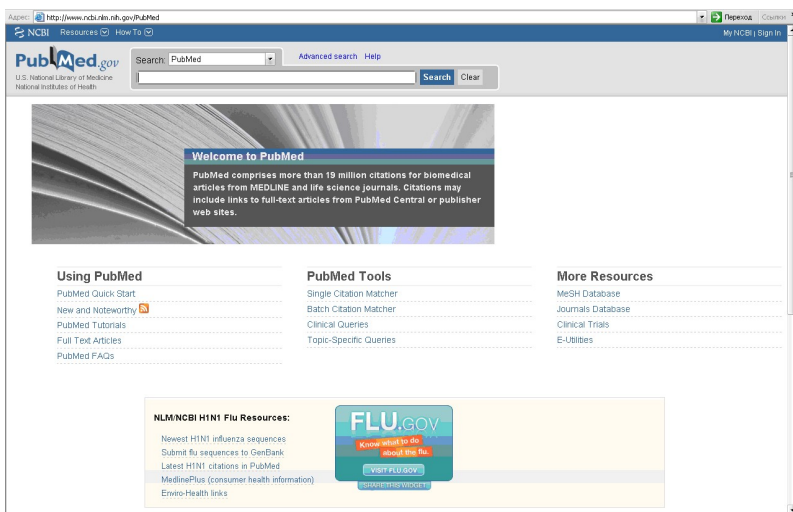 Адрес: http://www.ncbi.nlm.nih.gov/PubMed Переход Ссылки
NCBI Resources How To My NCBI | Sign In
PubMed.gov
U.S. National Library of Medicine
National Institutes of Health
Search: PubMed Advanced search Help
Search Clear
Welcome to PubMed
PubMed comprises more than 19 million citations for biomedical
articles from MEDLINE and life science journals. Citations may
include links to full-text articles from PubMed Central or publisher
web sites.
Using PubMed
PubMed Quick Start
New and Noteworthy
PubMed Tutorials
Full Text Articles
PubMed FAQs
PubMed Tools
Single Citation Matcher
Batch Citation Matcher
Clinical Queries
Topic-Specific Queries
More Resources
MeSH Database
Journals Database
Clinical Trials
E-Utilities
NLM/NCBI H1N1 Flu Resources:
Newest H1N1 influenza sequences
Submit flu sequences to GenBank
Latest H1N1 citations in PubMed
MedlinePlus (consumer health information)
Enviro-Health links
FLU.GOV
Know what to do
about the flu.
VISIT FLU.GOV
SHARE THIS WIDGET